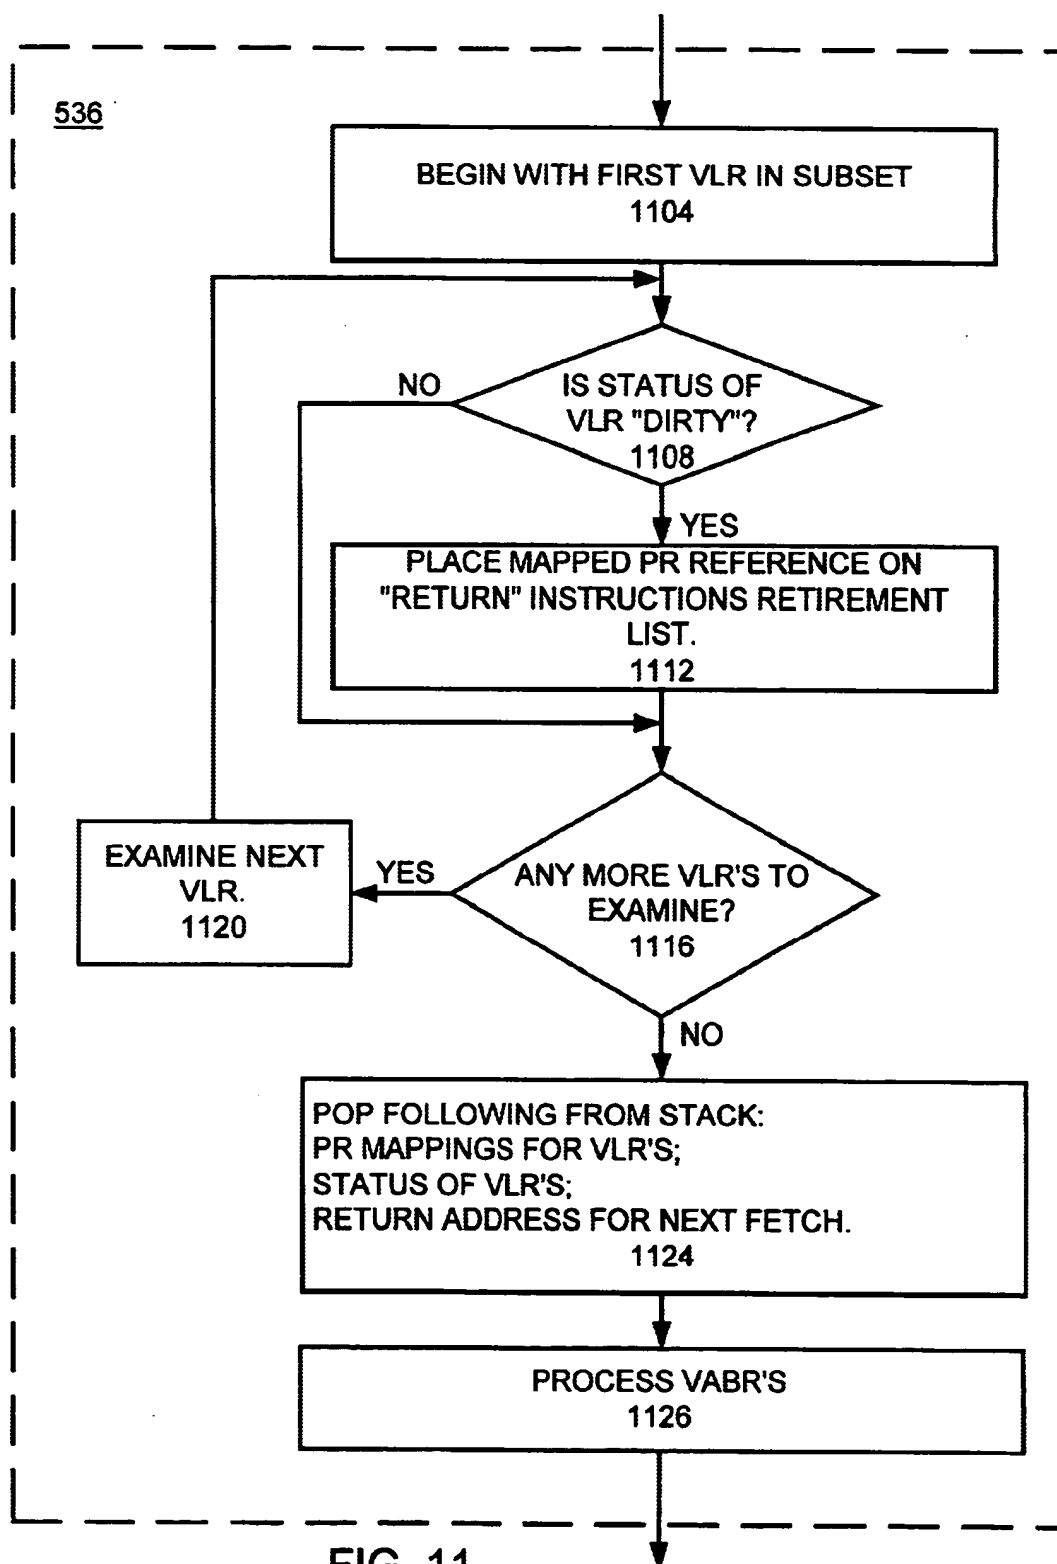 536
BEGIN WITH FIRST VLR IN SUBSET
1104
NO
IS STATUS OF
VLR "DIRTY"?
1108
YES
PLACE MAPPED PR REFERENCE ON
"RETURN" INSTRUCTIONS RETIREMENT
LIST.
1112
EXAMINE NEXT
VLR.
1120
YES
ANY MORE VLR'S TO
EXAMINE?
1116
NO
POP FOLLOWING FROM STACK:
PR MAPPINGS FOR VLR'S;
STATUS OF VLR'S;
RETURN ADDRESS FOR NEXT FETCH.
1124
PROCESS VABR'S
1126
FIG. 11